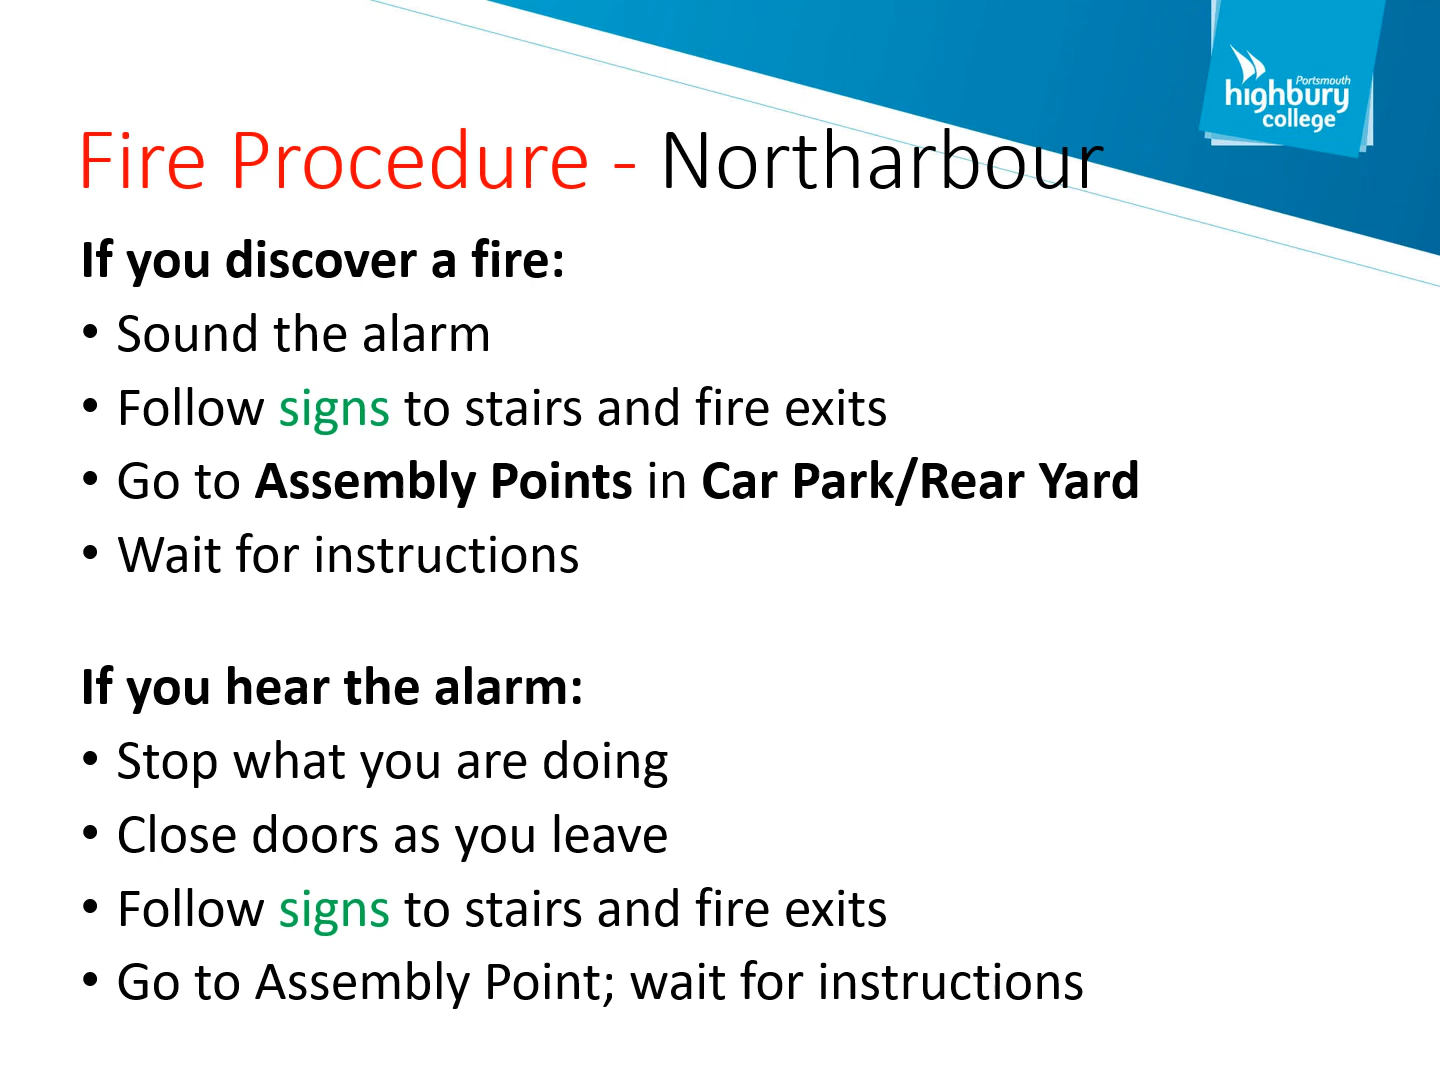 Portsmouth
highbury
college
Fire Procedure - Northarbour
If you discover a fire:
• Sound the alarm
• Follow signs to stairs and fire exits
• Go to Assembly Points in Car Park/Rear Yard
• Wait for instructions
If you hear the alarm:
• Stop what you are doing
• Close doors as you leave
• Follow signs to stairs and fire exits
• Go to Assembly Point; wait for instructions